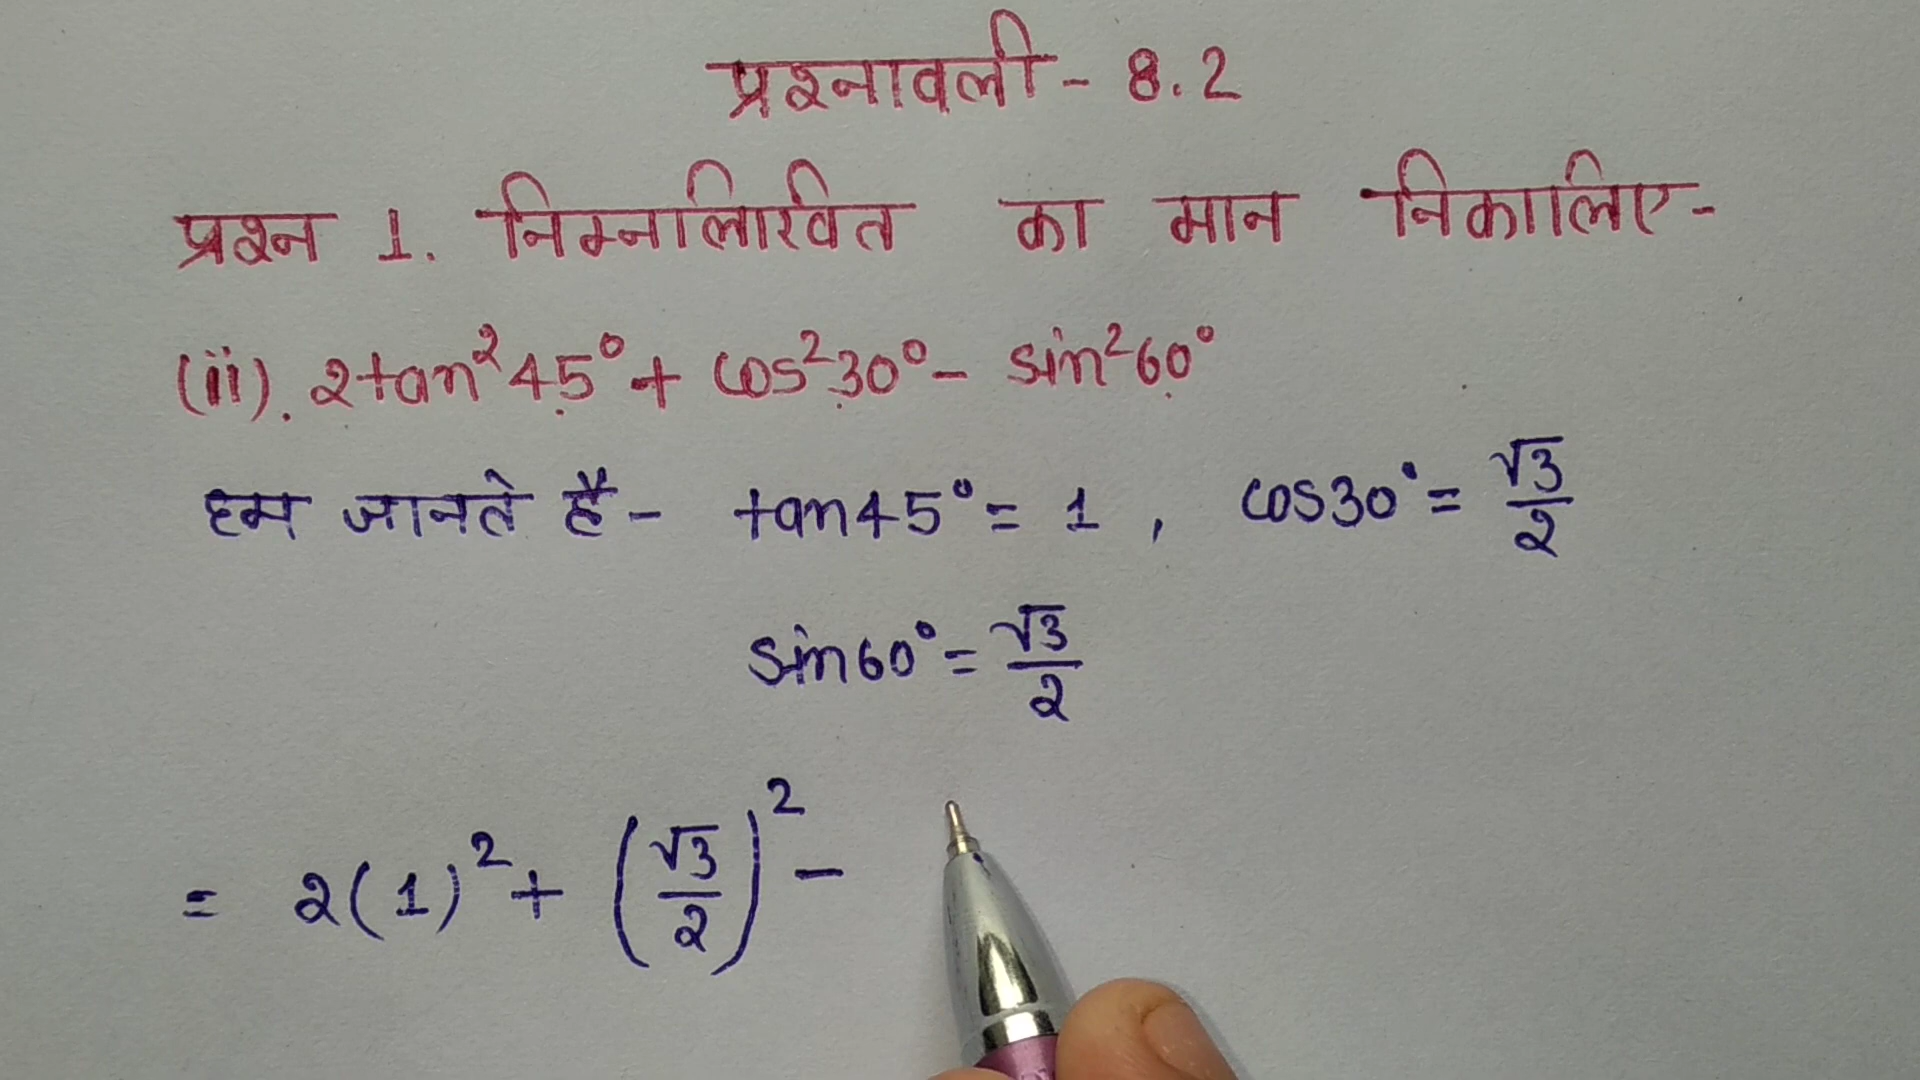 प्रश्नावली - 8.2
प्रश्न 1. निम्नलिखित का मान निकालिए -
(ii). 2tan²45° + cos²30° - sin²60°
हम जानते है - tan45° = 1 , cos30° = √3/2
sin60° = √3/2
= 2(1)² + (√3/2)² -